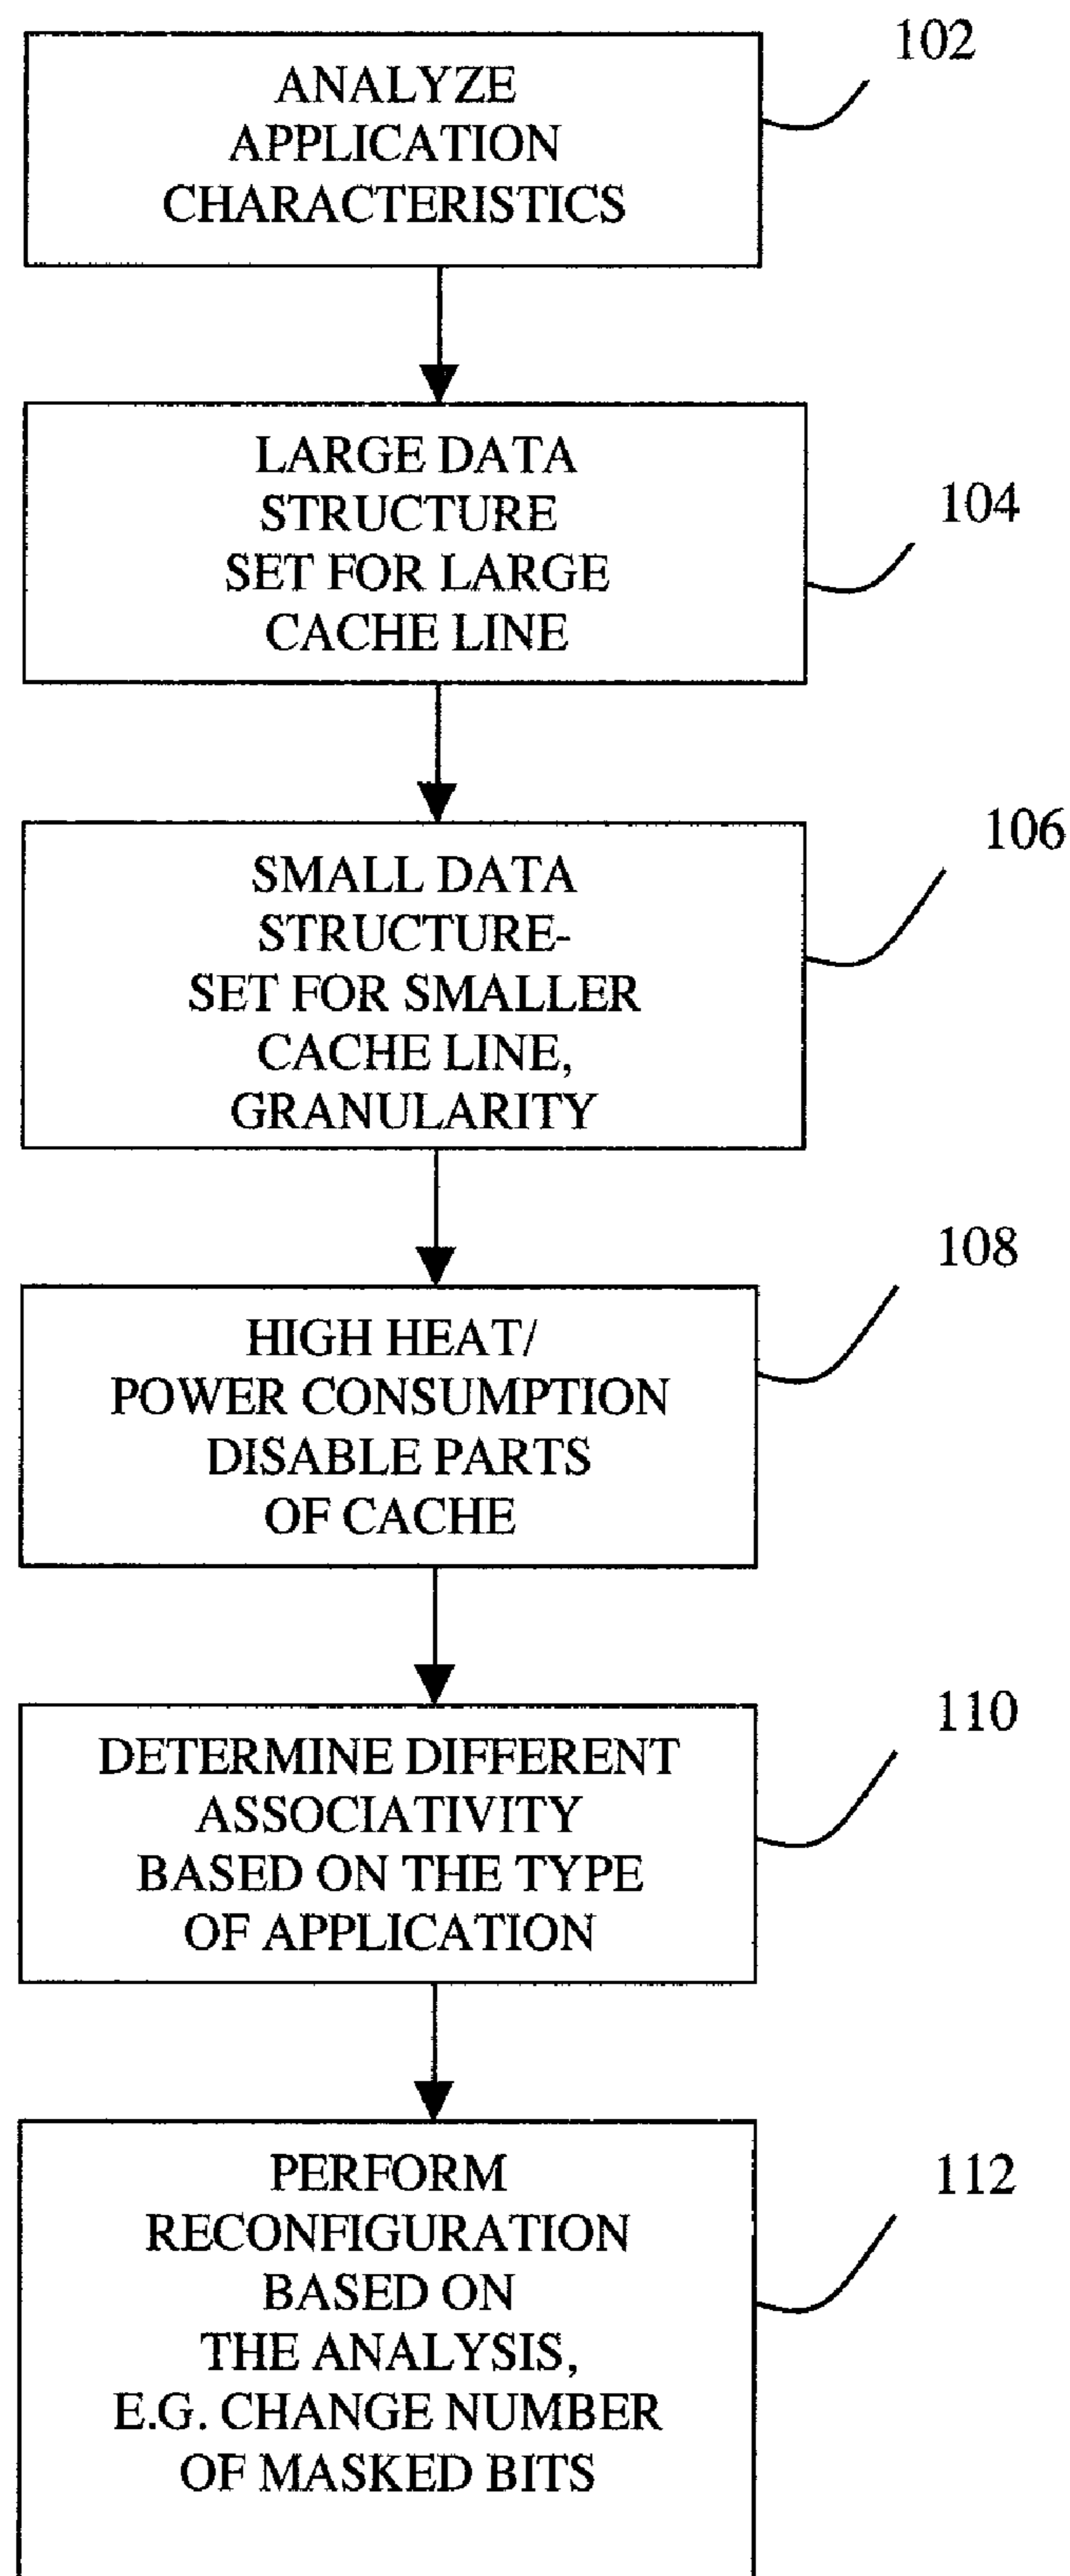 102
ANALYZE
APPLICATION
CHARACTERISTICS
LARGE DATA
STRUCTURE
SET FOR LARGE
CACHE LINE
104
SMALL DATA
STRUCTURE-
SET FOR SMALLER
CACHE LINE,
GRANULARITY
106
HIGH HEAT/
POWER CONSUMPTION
DISABLE PARTS
OF CACHE
108
DETERMINE DIFFERENT
ASSOCIATIVITY
BASED ON THE TYPE
OF APPLICATION
110
PERFORM
RECONFIGURATION
BASED ON
THE ANALYSIS,
E.G. CHANGE NUMBER
OF MASKED BITS
112